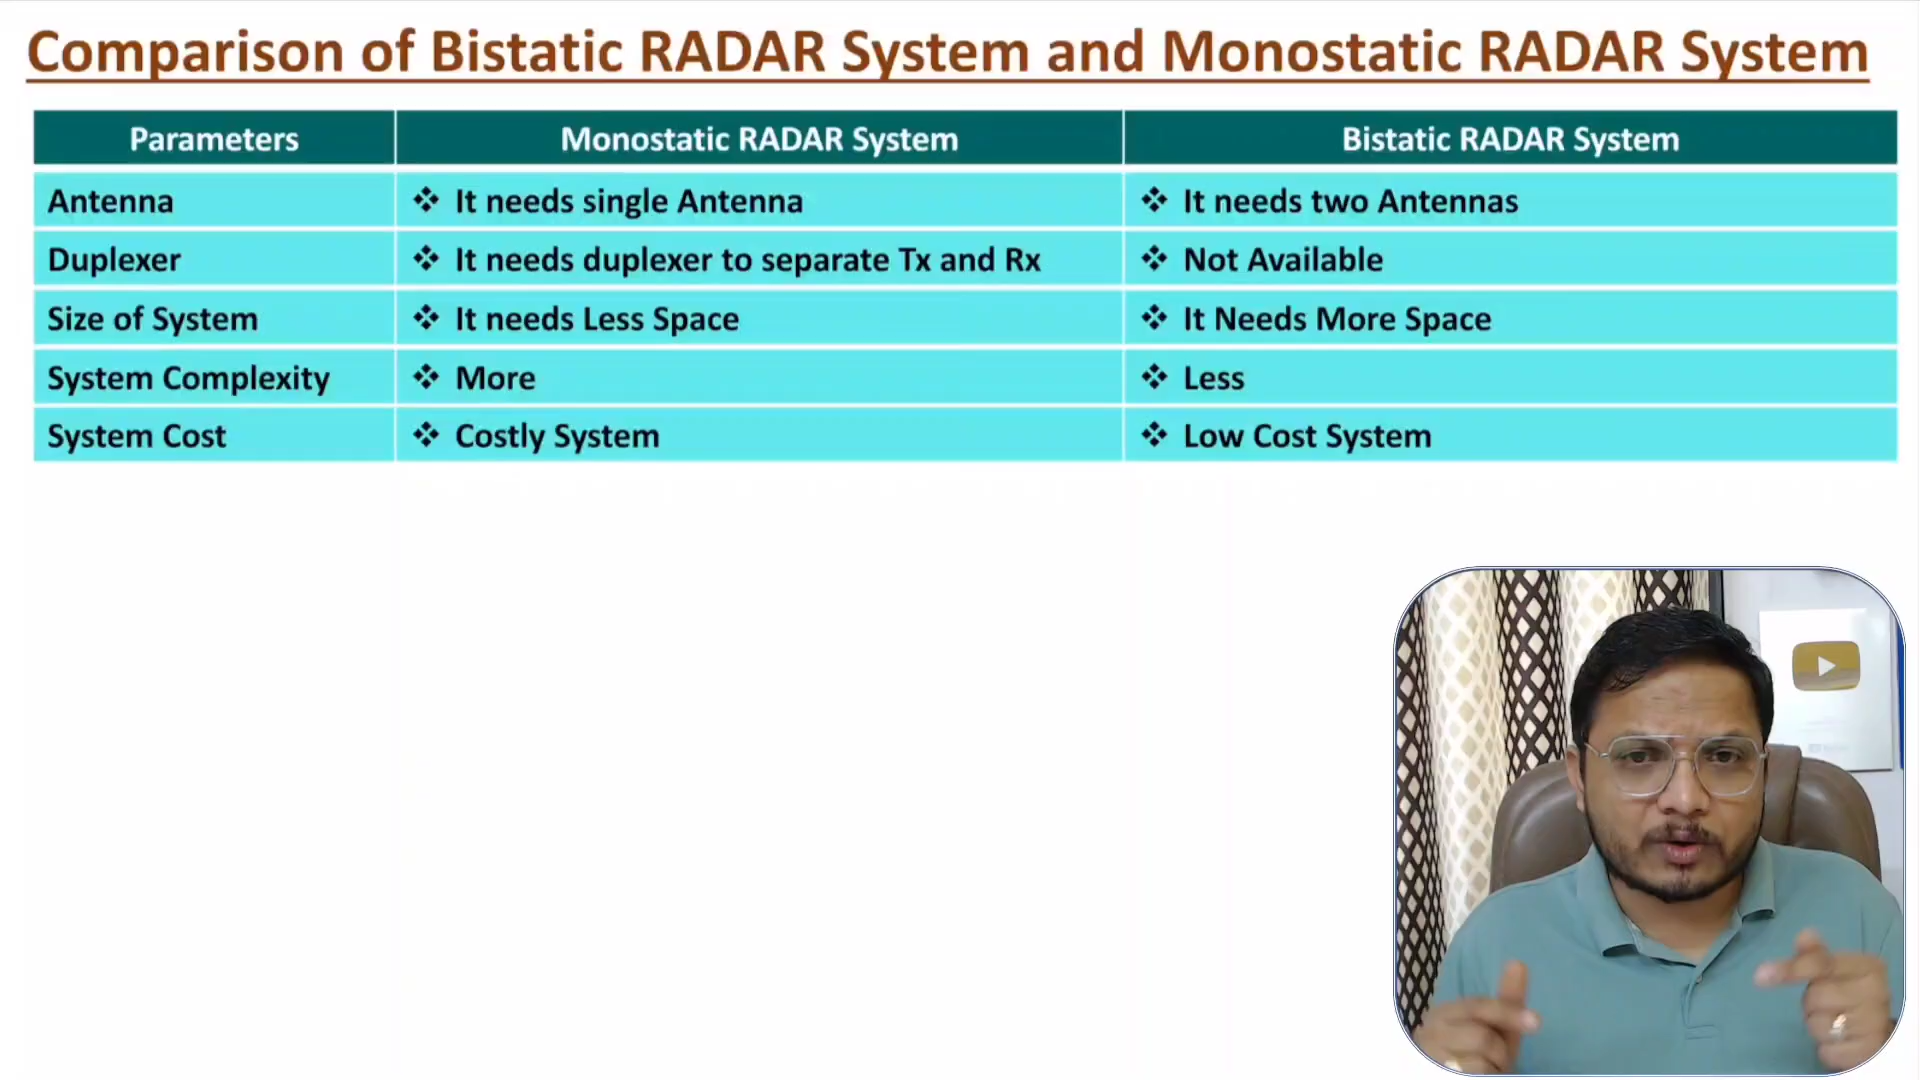 Comparison of Bistatic RADAR System and Monostatic RADAR System
Parameters Monostatic RADAR System Bistatic RADAR System
Antenna ❖ It needs single Antenna ❖ It needs two Antennas
Duplexer ❖ It needs duplexer to separate Tx and Rx ❖ Not Available
Size of System ❖ It needs Less Space ❖ It Needs More Space
System Complexity ❖ More ❖ Less
System Cost ❖ Costly System ❖ Low Cost System